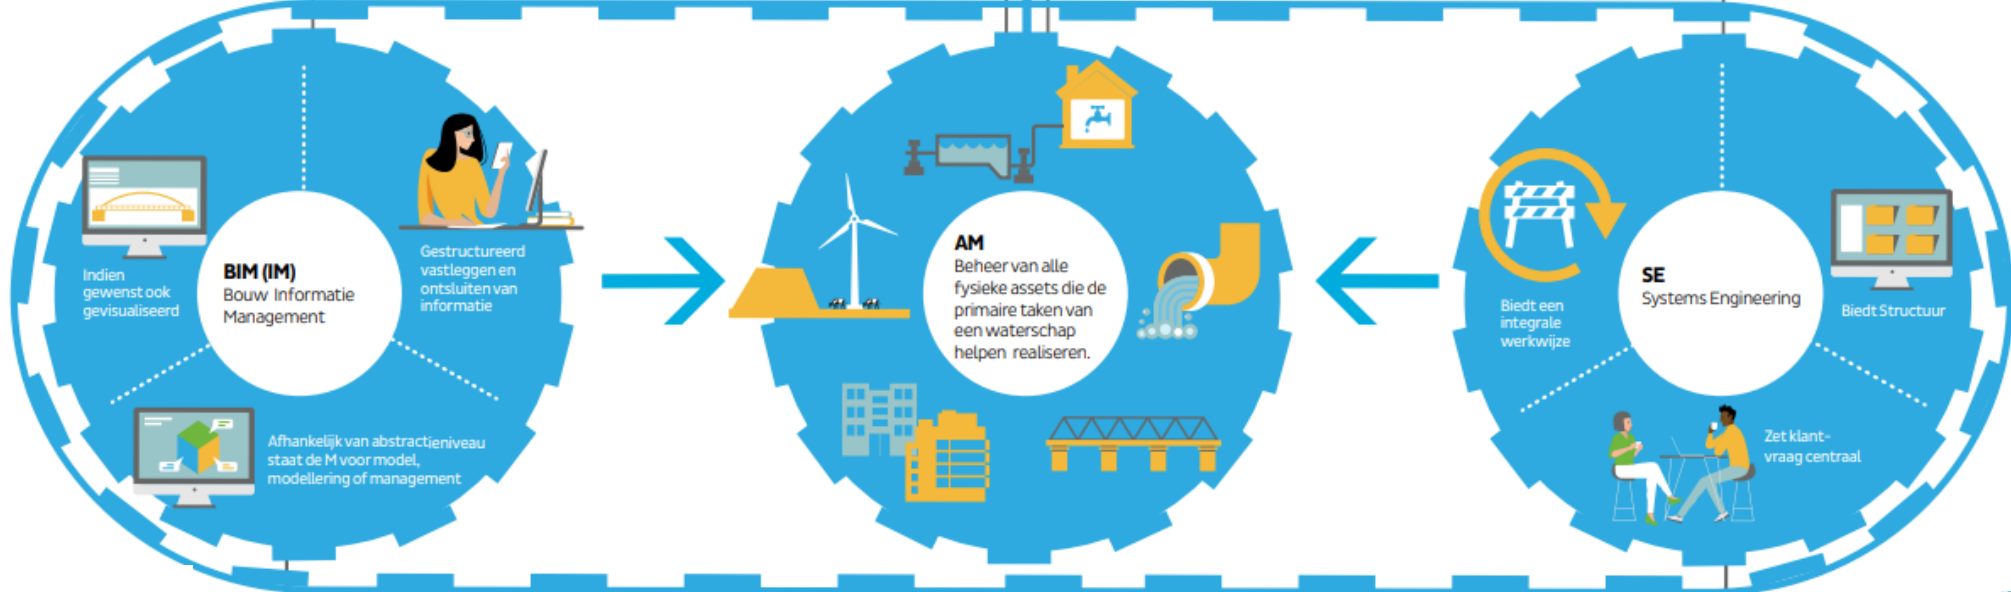 Indien
gewenst ook
gevisualiseerd
BIM (IM)
Bouw Informatie
Management
Gestructureerd
vastleggen en
ontsluiten van
informatie
Afhankelijk van abstractieniveau
staat de M voor model,
modellering of management
AM
Beheer van alle
fysieke assets die de
primaire taken van
een waterschap
helpen realiseren.
Biedt een
integrale
werkwijze
SE
Systems Engineering
Biedt Structuur
Zet klant-
vraag centraal